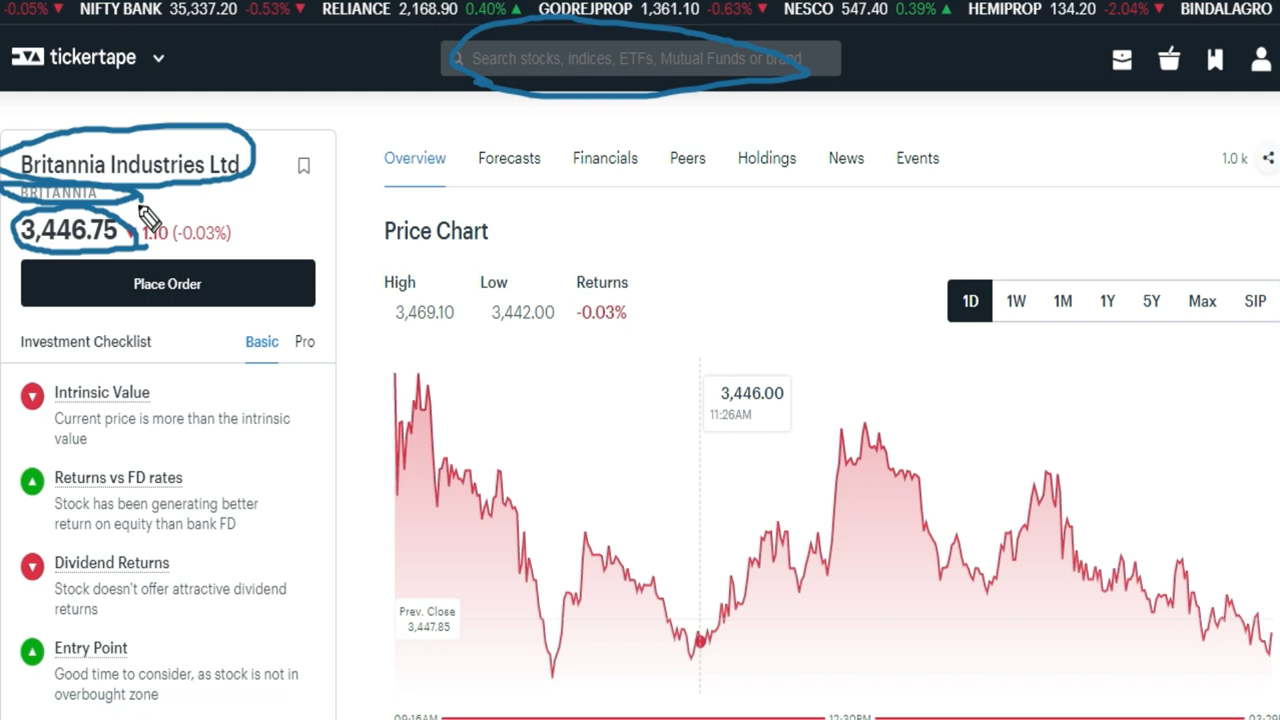 -0.05% ▼ NIFTY BANK 35,337.20 -0.53% ▼ RELIANCE 2,168.90 0.40% ▲ GODREJPROP 1,361.10 -0.63% ▼ NESCO 547.40 0.39% ▲ HEMIPROP 134.20 -2.04% ▼ BINDALAGRO
tickertape
Search stocks, indices, ETFs, Mutual Funds or brand
Britannia Industries Ltd
BRITANNIA
3,446.75 ▼ 1.10 (-0.03%)
Place Order
Investment Checklist Basic Pro
Intrinsic Value
Current price is more than the intrinsic
value
Returns vs FD rates
Stock has been generating better
return on equity than bank FD
Dividend Returns
Stock doesn't offer attractive dividend
returns
Entry Point
Good time to consider, as stock is not in
overbought zone
Overview Forecasts Financials Peers Holdings News Events 1.0 k
Price Chart
High Low Returns
3,469.10 3,442.00 -0.03%
1D 1W 1M 1Y 5Y Max SIP
3,446.00
11:26AM
Prev. Close
3,447.85
09:16AM 12:30PM